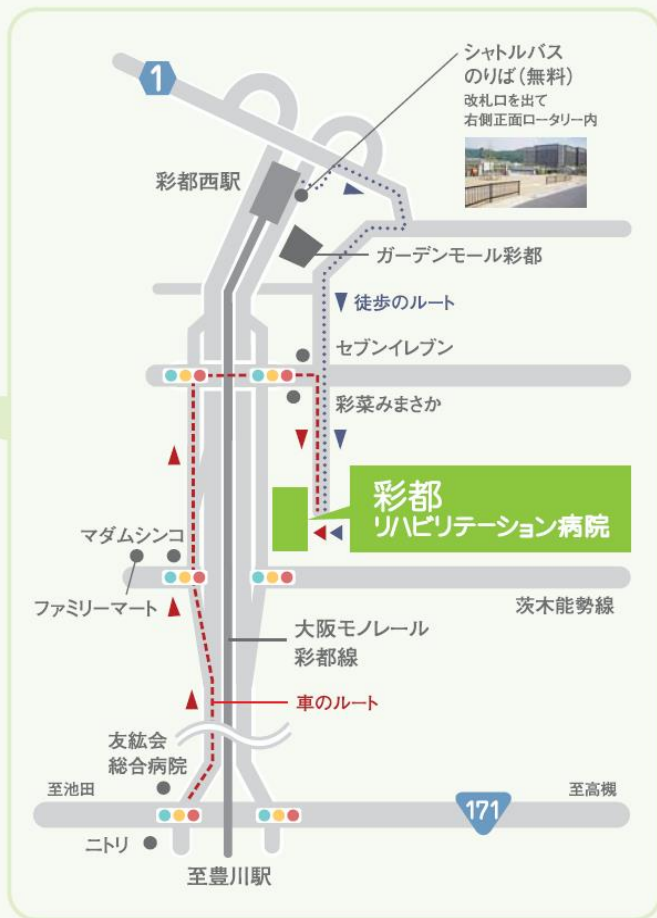 シャトルバス
のりば（無料）
改札口を出て
右側正面ロータリー内
1
彩都西駅
ガーデンモール彩都
徒歩のルート
セブンイレブン
彩菜みまさか
彩都
リハビリテーション病院
マダムシンコ
ファミリーマート
茨木能勢線
大阪モノレール
彩都線
車のルート
友紘会
総合病院
至池田
171
至高槻
ニトリ
至豊川駅